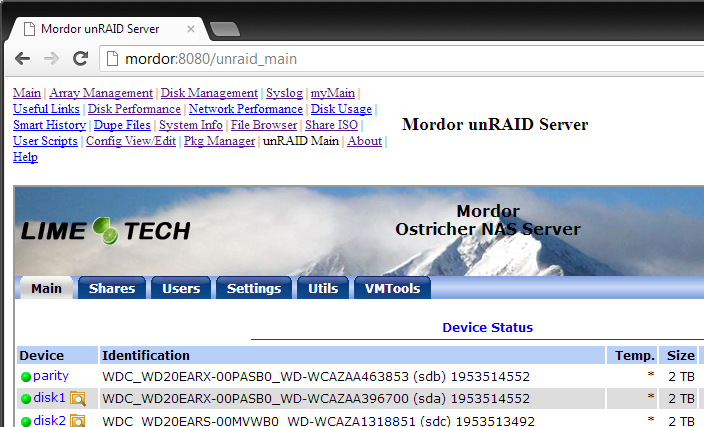 Mordor unRAID Server
mordor:8080/unraid_main
Main | Array Management | Disk Management | Syslog | myMain |
Useful Links | Disk Performance | Network Performance | Disk Usage |
Smart History | Dupe Files | System Info | File Browser | Share ISO |
User Scripts | Config View/Edit | Pkg Manager | unRAID Main | About |
Help
Mordor unRAID Server
LIME TECH
Mordor
Ostricher NAS Server
Main Shares Users Settings Utils VMTools
Device Status
Device Identification Temp. Size
parity WDC_WD20EARX-00PASB0_WD-WCAZAA463853 (sdb) 1953514552 * 2 TB
disk1 WDC_WD20EARX-00PASB0_WD-WCAZAA396700 (sda) 1953514552 * 2 TB
disk2 WDC_WD20EARS-00MVWB0_WD-WCAZA1318851 (sdc) 1953513492 * 2 TB